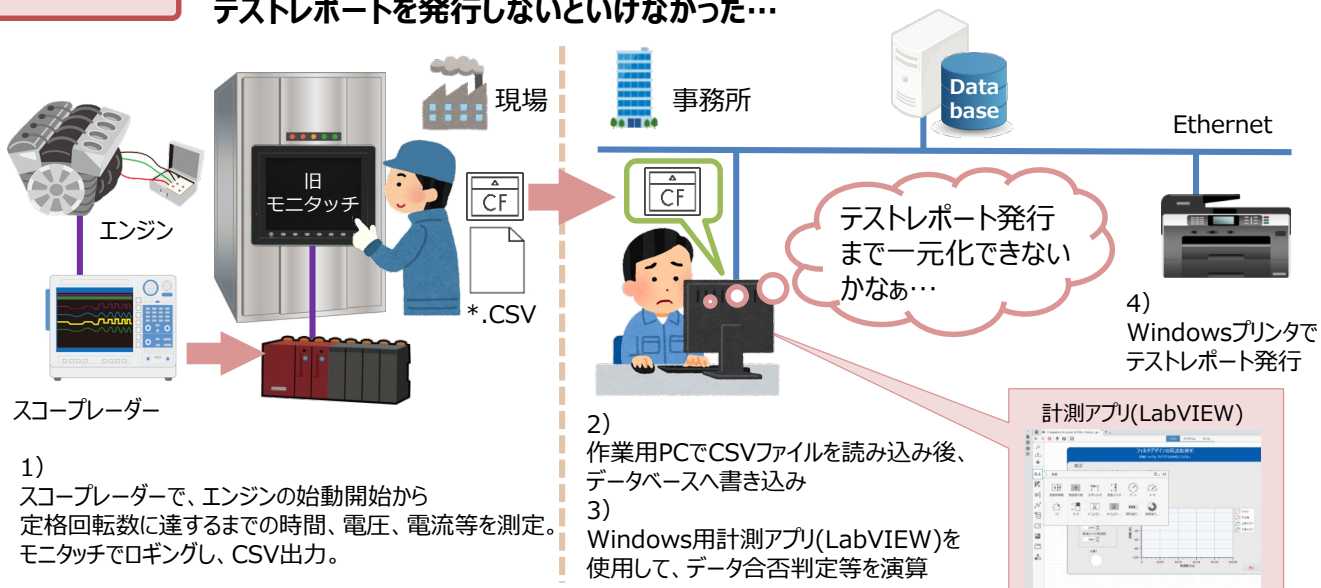 テストレポートを発行しないといけなかった…
現場
事務所
Data
base
Ethernet
エンジン
旧
モニタッチ
CF
*.CSV
CF
テストレポート発行
まで一元化できない
かなぁ…
4）
Windowsプリンタで
テストレポート発行
スコープレーダー
1）
スコープレーダーで、エンジンの始動開始から
定格回転数に達するまでの時間、電圧、電流等を測定。
モニタッチでロギングし、CSV出力。
2）
作業用PCでCSVファイルを読み込み後、
データベースへ書き込み
3）
Windows用計測アプリ(LabVIEW)を
使用して、データ合否判定等を演算
計測アプリ(LabVIEW)